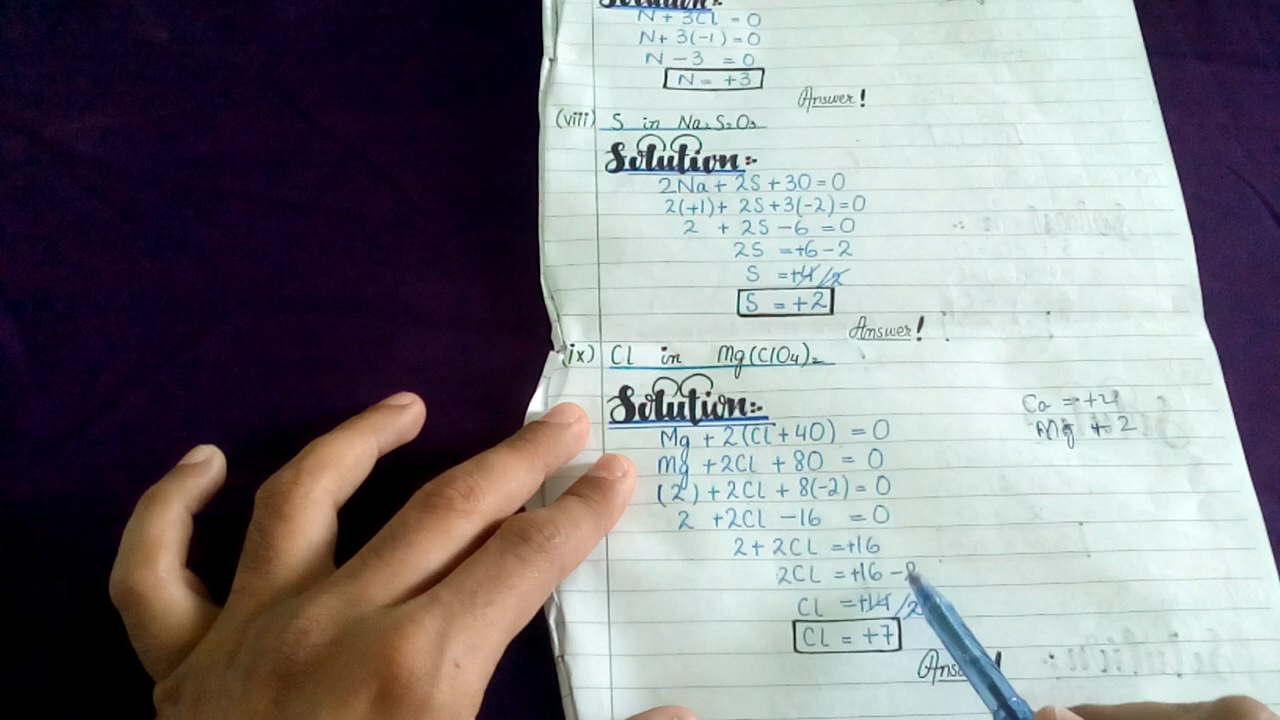 Solution:-
N + 3Cl = 0
N + 3(-1) = 0
N - 3 = 0
N = +3
Answer!
(viii) S in Na₂S₂O₃
Solution:-
2Na + 2S + 3O = 0
2(+1) + 2S + 3(-2) = 0
2 + 2S - 6 = 0
2S = +6 - 2
S = +4/2
S = +2
Answer!
(ix) Cl in Mg(ClO₄)₂
Solution:-
Mg + 2(Cl + 4O) = 0
Mg + 2Cl + 8O = 0
(2) + 2Cl + 8(-2) = 0
2 + 2Cl - 16 = 0
2 + 2Cl = +16
2Cl = +16 -
Cl = +14/2
Cl = +7
Ca = +2
Mg + 2